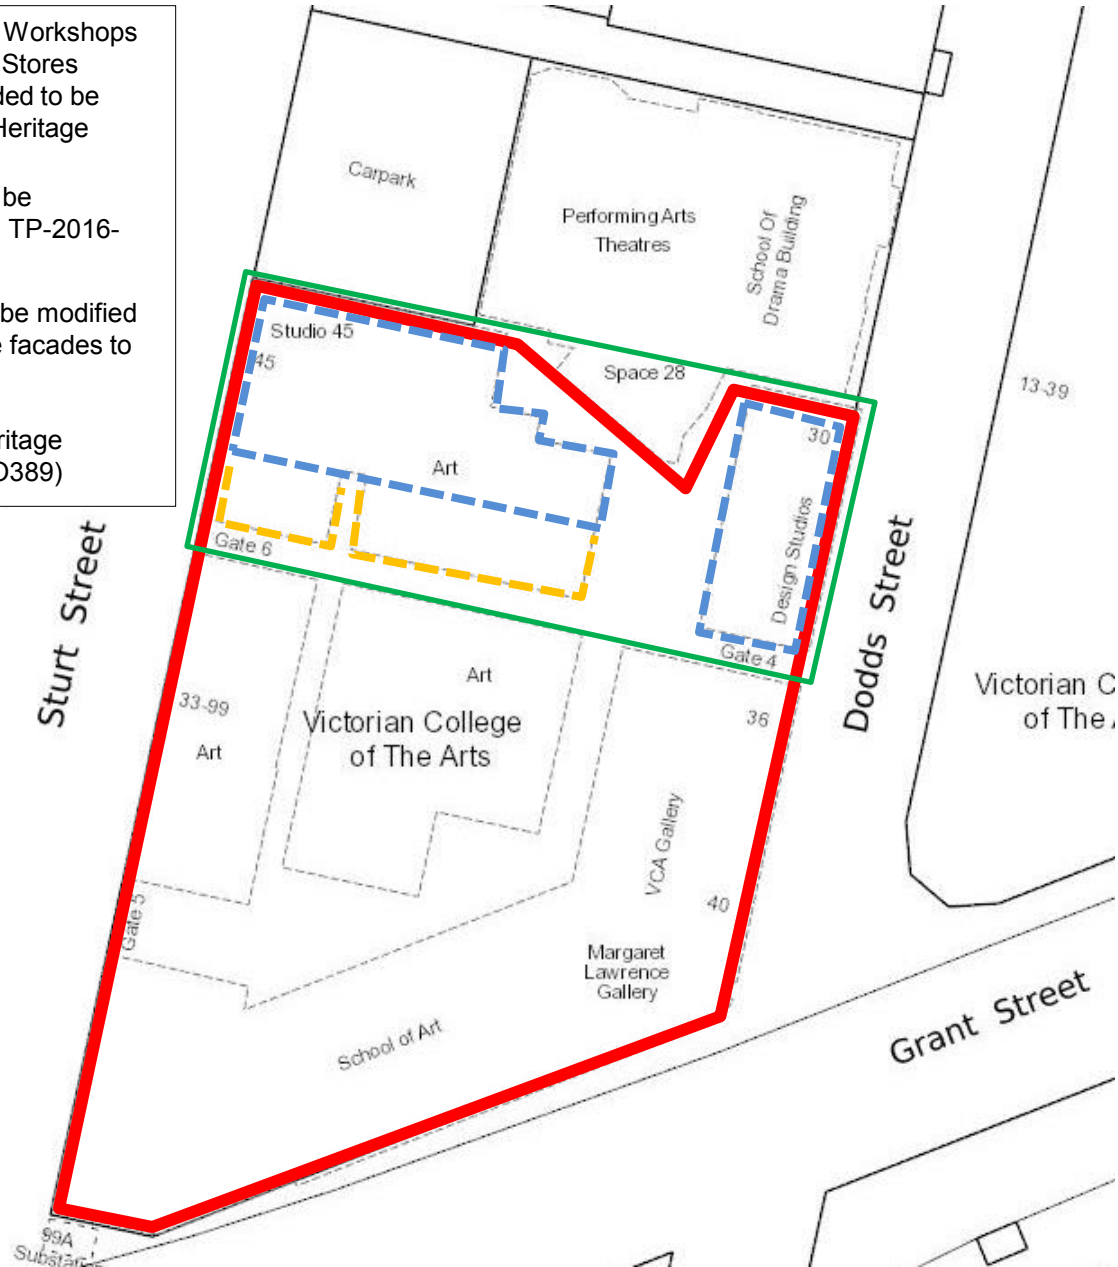 Workshops
Stores
ded to be
Heritage
be
TP-2016-
be modified
e facades to
ritage
O389)
Carpark
Performing Arts
Theatres
School Of
Drama Building
Studio 45
45
Space 28
13-39
30
Art
Design Studios
Gate 6
Gate 4
Sturt Street
Dodds Street
Art
33-99
Victorian College
of The Arts
Art
36
Victorian C
of The A
VCA Gallery
40
Gate 5
Margaret
Lawrence
Gallery
School of Art
Grant Street
99A
Substation